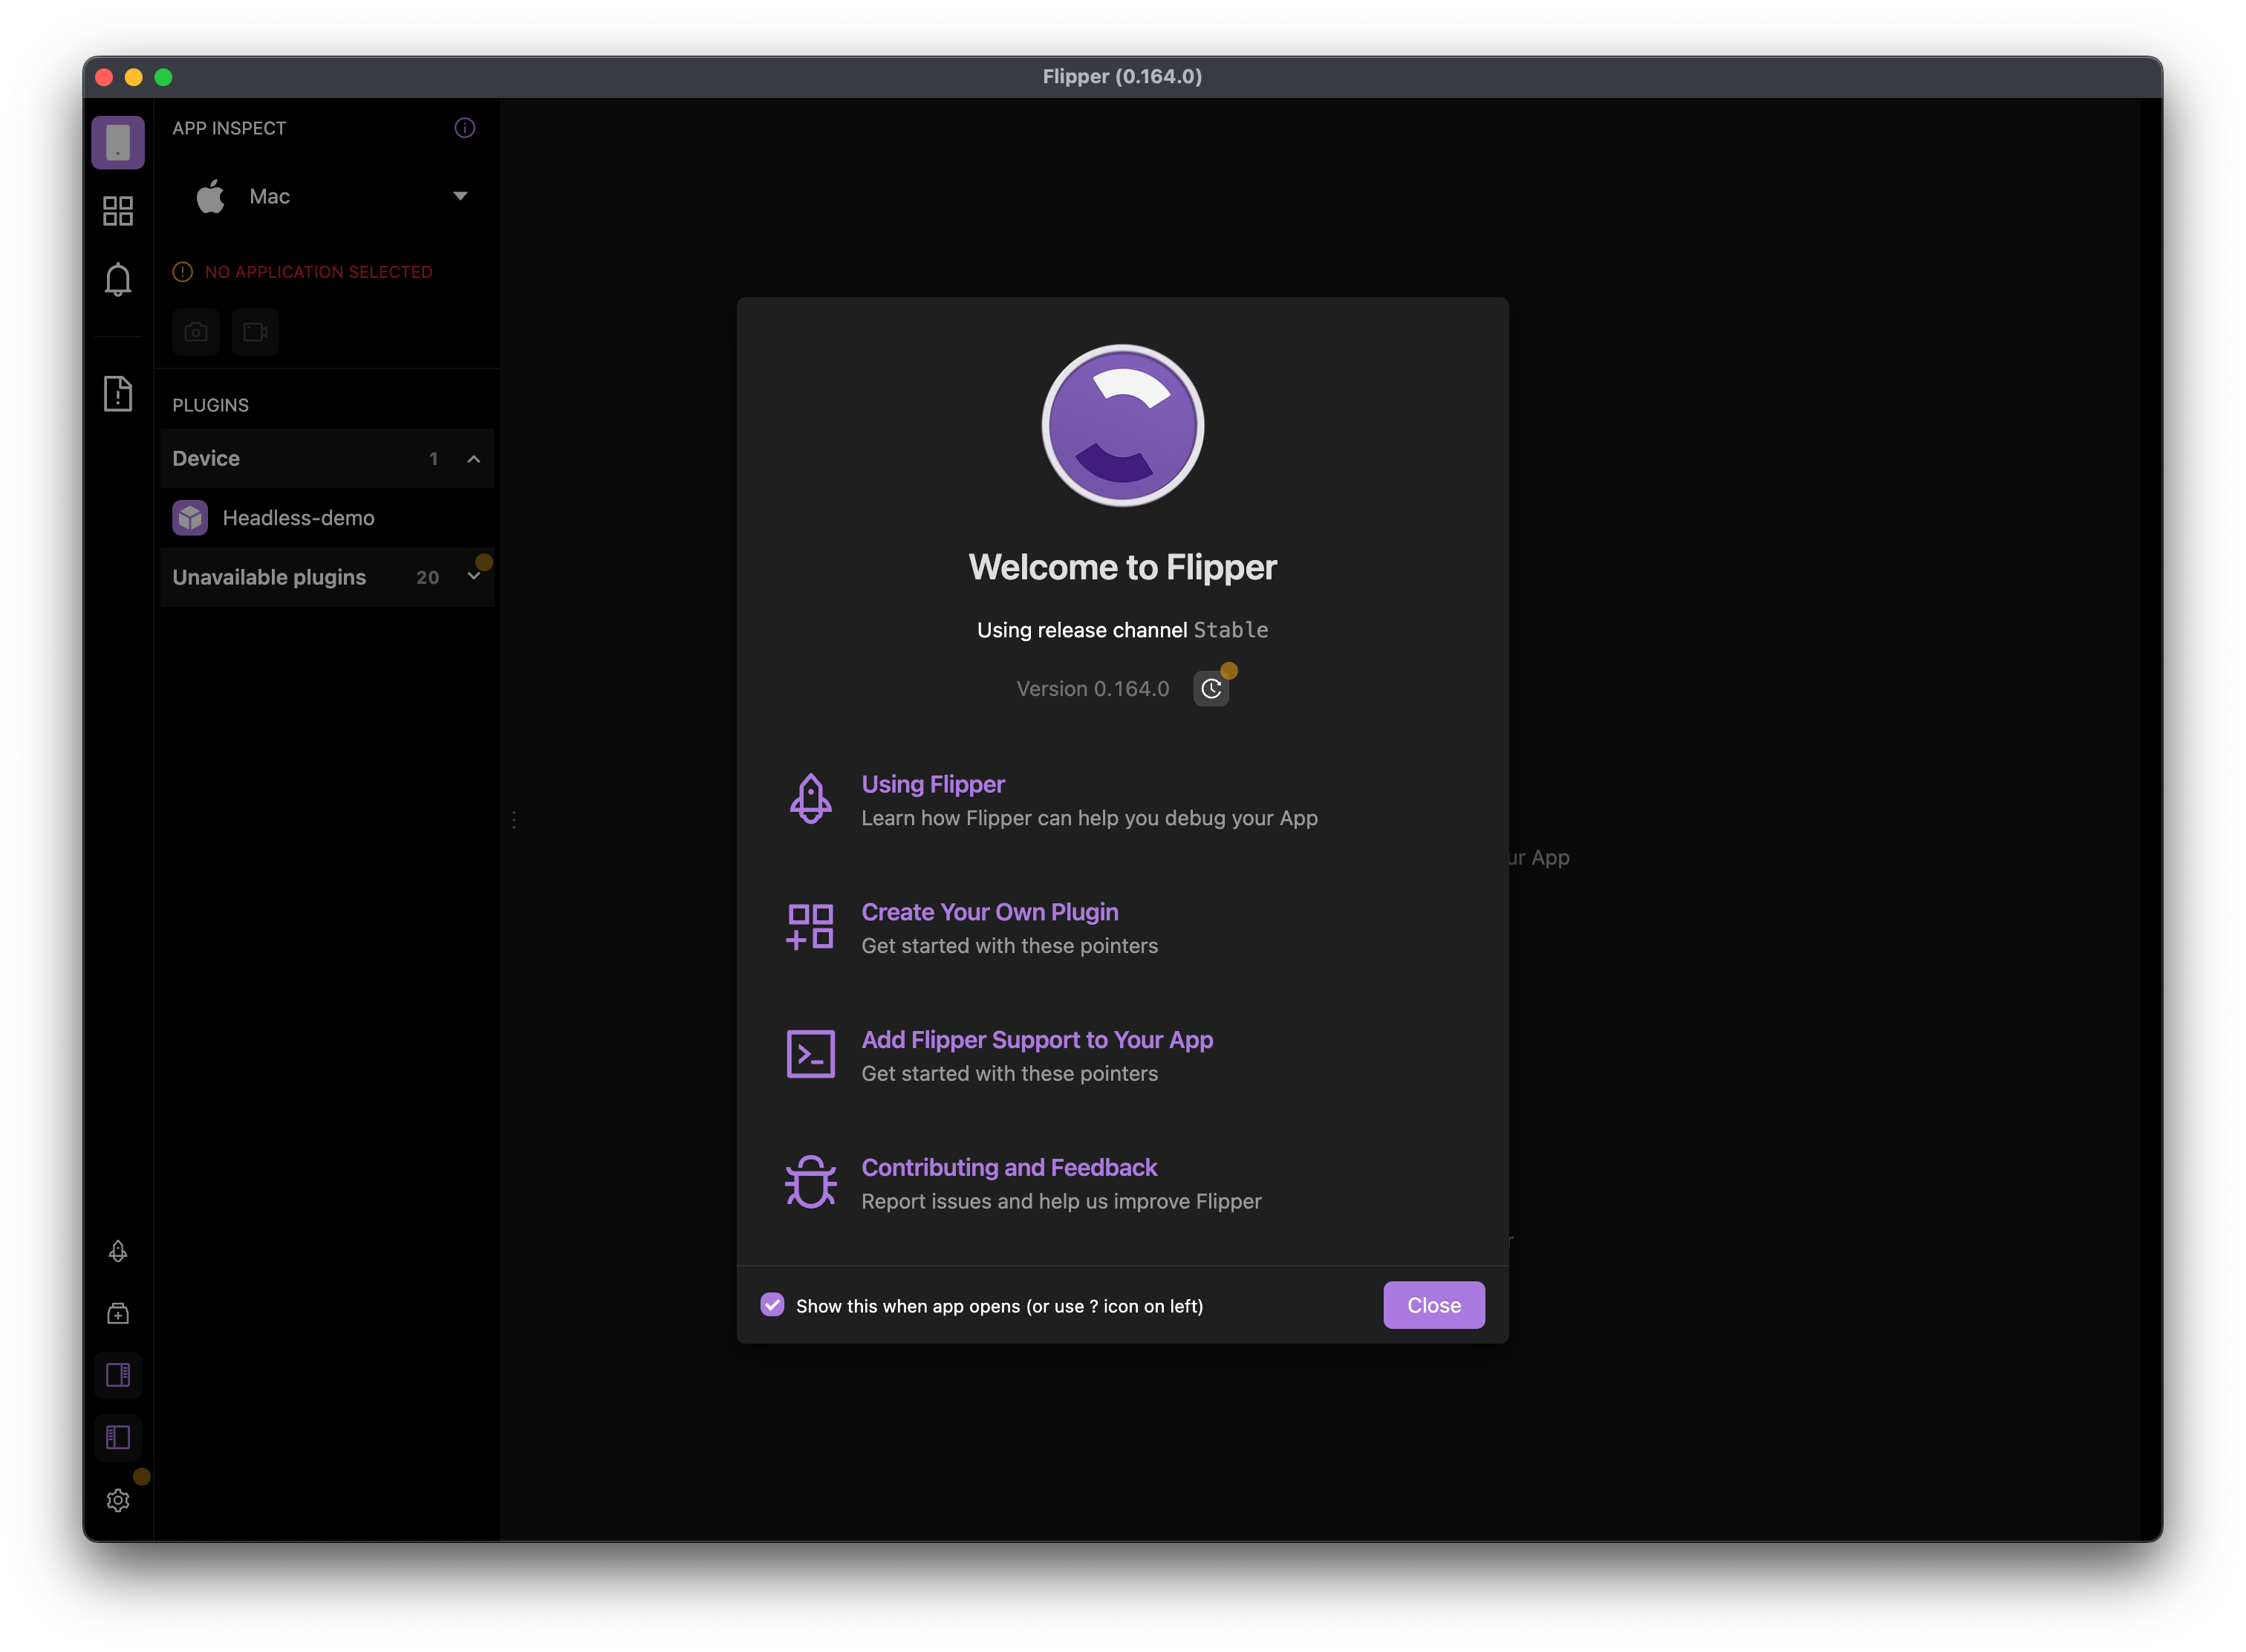 Flipper (0.164.0)
APP INSPECT
Mac
NO APPLICATION SELECTED
PLUGINS
Device 1
Headless-demo
Unavailable plugins 20
Welcome to Flipper
Using release channel Stable
Version 0.164.0
Using Flipper
Learn how Flipper can help you debug your App
ur App
Create Your Own Plugin
Get started with these pointers
Add Flipper Support to Your App
Get started with these pointers
Contributing and Feedback
Report issues and help us improve Flipper
r
Show this when app opens (or use ? icon on left)
Close